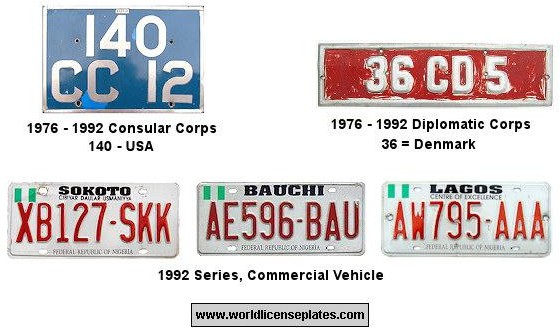 140
CC 12
1976 - 1992 Consular Corps
140 - USA
36 CD 5
1976 - 1992 Diplomatic Corps
36 = Denmark
SOKOTO
CIBIYAR DAULAR USMANIYYA
XB127-SKK
FEDERAL REPUBLIC OF NIGERIA
BAUCHI
AE596-BAU
FEDERAL REPUBLIC OF NIGERIA
LAGOS
CENTRE OF EXCELLENCE
AW795-AAA
FEDERAL REPUBLIC OF NIGERIA
1992 Series, Commercial Vehicle
www.worldlicenseplates.com